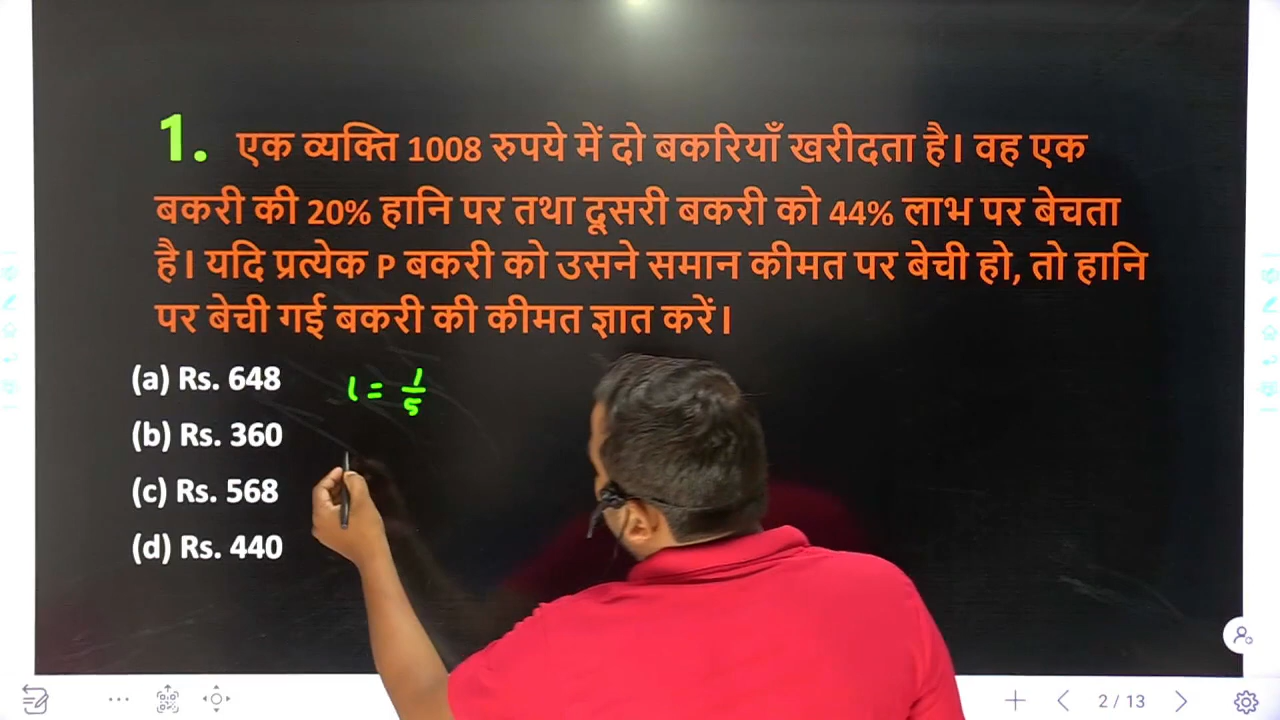 1. एक व्यक्ति 1008 रुपये में दो बकरियाँ खरीदता है। वह एक
बकरी की 20% हानि पर तथा दूसरी बकरी को 44% लाभ पर बेचता
है। यदि प्रत्येक P बकरी को उसने समान कीमत पर बेची हो, तो हानि
पर बेची गई बकरी की कीमत ज्ञात करें।
(a) Rs. 648
(b) Rs. 360
(c) Rs. 568
(d) Rs. 440
l = 1/5
2 / 13